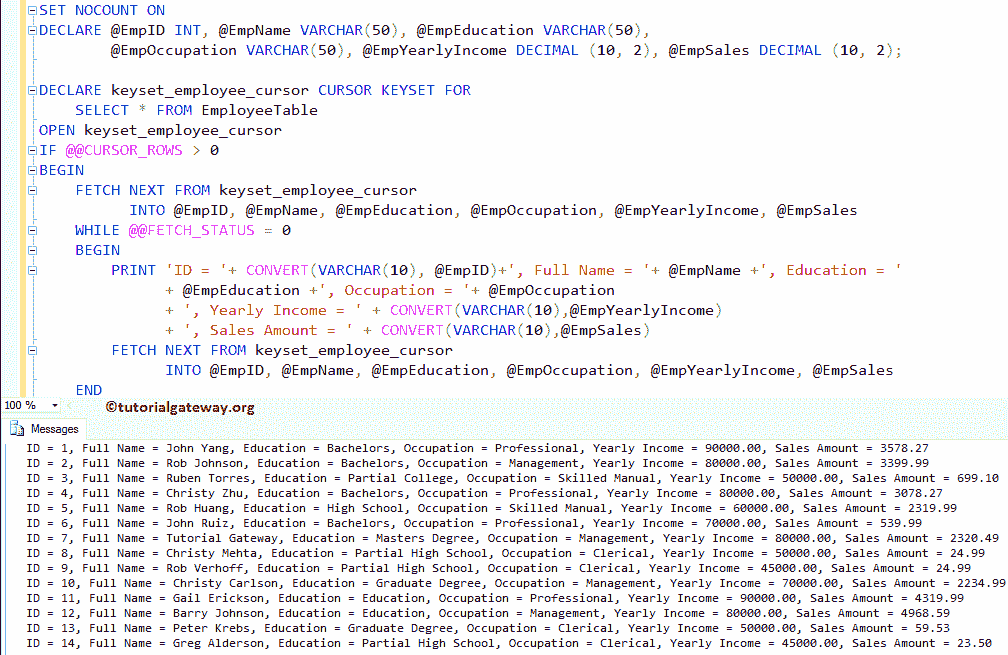 SET NOCOUNT ON
DECLARE @EmpID INT, @EmpName VARCHAR(50), @EmpEducation VARCHAR(50),
@EmpOccupation VARCHAR(50), @EmpYearlyIncome DECIMAL (10, 2), @EmpSales DECIMAL (10, 2);
DECLARE keyset_employee_cursor CURSOR KEYSET FOR
SELECT * FROM EmployeeTable
OPEN keyset_employee_cursor
IF @@CURSOR_ROWS > 0
BEGIN
FETCH NEXT FROM keyset_employee_cursor
INTO @EmpID, @EmpName, @EmpEducation, @EmpOccupation, @EmpYearlyIncome, @EmpSales
WHILE @@FETCH_STATUS = 0
BEGIN
PRINT 'ID = '+ CONVERT(VARCHAR(10), @EmpID)+', Full Name = '+ @EmpName +', Education = '
+ @EmpEducation +', Occupation = '+ @EmpOccupation
+ ', Yearly Income = ' + CONVERT(VARCHAR(10),@EmpYearlyIncome)
+ ', Sales Amount = ' + CONVERT(VARCHAR(10),@EmpSales)
FETCH NEXT FROM keyset_employee_cursor
INTO @EmpID, @EmpName, @EmpEducation, @EmpOccupation, @EmpYearlyIncome, @EmpSales
END
100 % ©tutorialgateway.org
Messages
ID = 1, Full Name = John Yang, Education = Bachelors, Occupation = Professional, Yearly Income = 90000.00, Sales Amount = 3578.27
ID = 2, Full Name = Rob Johnson, Education = Bachelors, Occupation = Management, Yearly Income = 80000.00, Sales Amount = 3399.99
ID = 3, Full Name = Ruben Torres, Education = Partial College, Occupation = Skilled Manual, Yearly Income = 50000.00, Sales Amount = 699.10
ID = 4, Full Name = Christy Zhu, Education = Bachelors, Occupation = Professional, Yearly Income = 80000.00, Sales Amount = 3078.27
ID = 5, Full Name = Rob Huang, Education = High School, Occupation = Skilled Manual, Yearly Income = 60000.00, Sales Amount = 2319.99
ID = 6, Full Name = John Ruiz, Education = Bachelors, Occupation = Professional, Yearly Income = 70000.00, Sales Amount = 539.99
ID = 7, Full Name = Tutorial Gateway, Education = Masters Degree, Occupation = Management, Yearly Income = 80000.00, Sales Amount = 2320.49
ID = 8, Full Name = Christy Mehta, Education = Partial High School, Occupation = Clerical, Yearly Income = 50000.00, Sales Amount = 24.99
ID = 9, Full Name = Rob Verhoff, Education = Partial High School, Occupation = Clerical, Yearly Income = 45000.00, Sales Amount = 24.99
ID = 10, Full Name = Christy Carlson, Education = Graduate Degree, Occupation = Management, Yearly Income = 70000.00, Sales Amount = 2234.99
ID = 11, Full Name = Gail Erickson, Education = Education, Occupation = Professional, Yearly Income = 90000.00, Sales Amount = 4319.99
ID = 12, Full Name = Barry Johnson, Education = Education, Occupation = Management, Yearly Income = 80000.00, Sales Amount = 4968.59
ID = 13, Full Name = Peter Krebs, Education = Graduate Degree, Occupation = Clerical, Yearly Income = 50000.00, Sales Amount = 59.53
ID = 14, Full Name = Greg Alderson, Education = Partial High School, Occupation = Clerical, Yearly Income = 45000.00, Sales Amount = 23.50